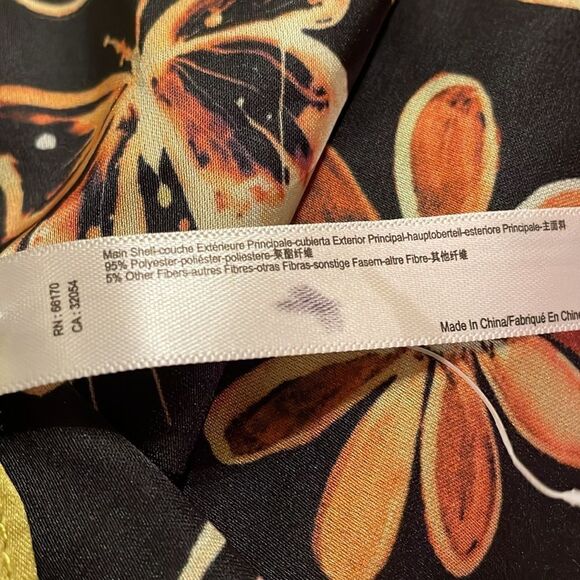 Main Shell-couche Extérieure Principale-cubierta Exterior Principal-hauptoberteil-esteriore Principale-主面料
95% Polyester-poliéster-poliestere-聚酯纤维
5% Other Fibers-autres Fibres-otras Fibras-sonstige Fasern-altre Fibre-其他纤维
RN : 66170
CA : 32054
Made In China/Fabriqué En Chine